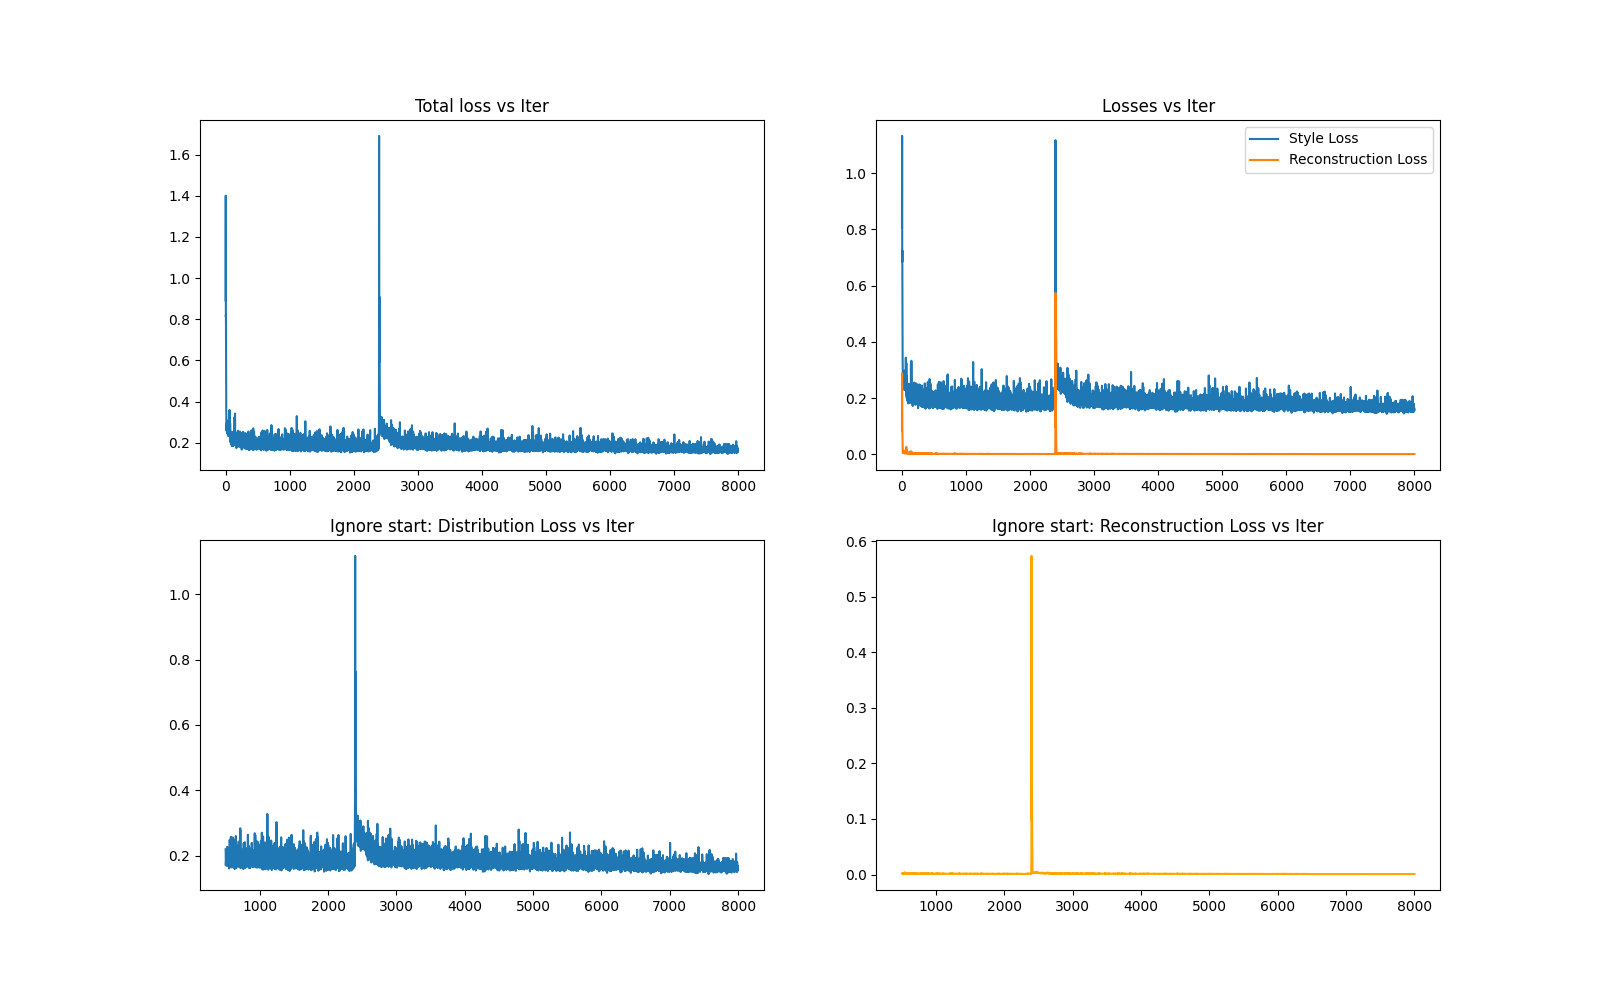 Total loss vs Iter
1.6
1.4
1.2
1.0
0.8
0.6
0.4
0.2
0 1000 2000 3000 4000 5000 6000 7000 8000
Losses vs Iter
Style Loss
Reconstruction Loss
1.0
0.8
0.6
0.4
0.2
0.0
0 1000 2000 3000 4000 5000 6000 7000 8000
Ignore start: Distribution Loss vs Iter
1.0
0.8
0.6
0.4
0.2
1000 2000 3000 4000 5000 6000 7000 8000
Ignore start: Reconstruction Loss vs Iter
0.6
0.5
0.4
0.3
0.2
0.1
0.0
1000 2000 3000 4000 5000 6000 7000 8000